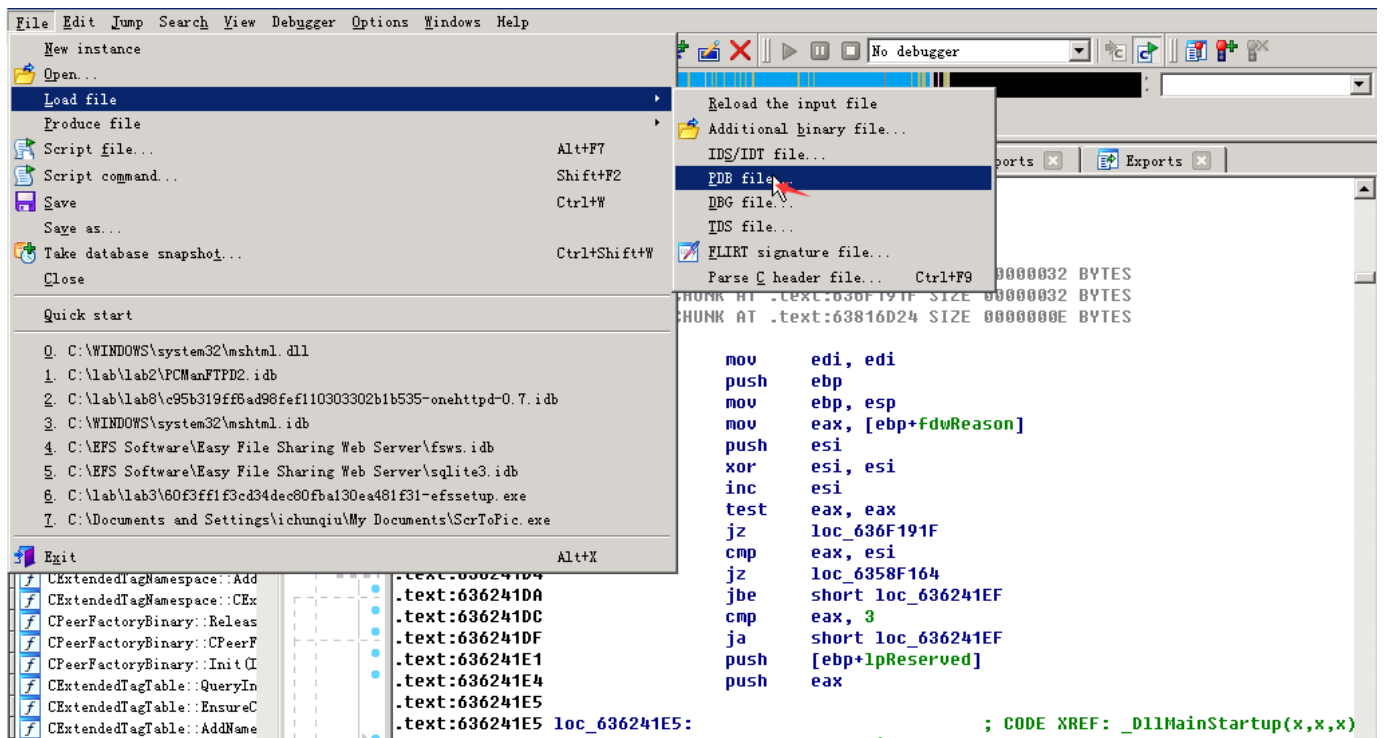 File Edit Jump Search View Debugger Options Windows Help
New instance
Open...
Load file
Produce file
Script file... Alt+F7
Script command... Shift+F2
Save Ctrl+W
Save as...
Take database snapshot... Ctrl+Shift+W
Close
Quick start
0. C:\WINDOWS\system32\mshtml.dll
1. C:\lab\lab2\PCManFTPD2.idb
2. C:\lab\lab8\c95b319ff6ad98fef110303302b1b535-onehttpd-0.7.idb
3. C:\WINDOWS\system32\mshtml.idb
4. C:\EFS Software\Easy File Sharing Web Server\fsws.idb
5. C:\EFS Software\Easy File Sharing Web Server\sqlite3.idb
6. C:\lab\lab3\60f3ff1f3cd34dec80fba130ea481f31-efssetup.exe
7. C:\Documents and Settings\ichunqiu\My Documents\ScrToPic.exe
Exit Alt+X
Reload the input file
Additional binary file...
IDS/IDT file...
PDB file...
DBG file...
TDS file...
FLIRT signature file...
Parse C header file... Ctrl+F9
No debugger
ports
Exports
0000032 BYTES
CHUNK AT .text:636F191F SIZE 00000032 BYTES
CHUNK AT .text:63816D24 SIZE 0000000E BYTES
mov edi, edi
push ebp
mov ebp, esp
mov eax, [ebp+fdwReason]
push esi
xor esi, esi
inc esi
test eax, eax
jz loc_636F191F
cmp eax, esi
.text:636241D4 jz loc_6358F164
.text:636241DA jbe short loc_636241EF
.text:636241DC cmp eax, 3
.text:636241DF ja short loc_636241EF
.text:636241E1 push [ebp+lpReserved]
.text:636241E4 push eax
.text:636241E5
.text:636241E5 loc_636241E5: ; CODE XREF: _DllMainStartup(x,x,x)
CExtendedTagNamespace::Add
CExtendedTagNamespace::CEx
CPeerFactoryBinary::Releas
CPeerFactoryBinary::CPeerF
CPeerFactoryBinary::Init(I
CExtendedTagTable::QueryIn
CExtendedTagTable::EnsureC
CExtendedTagTable::AddName